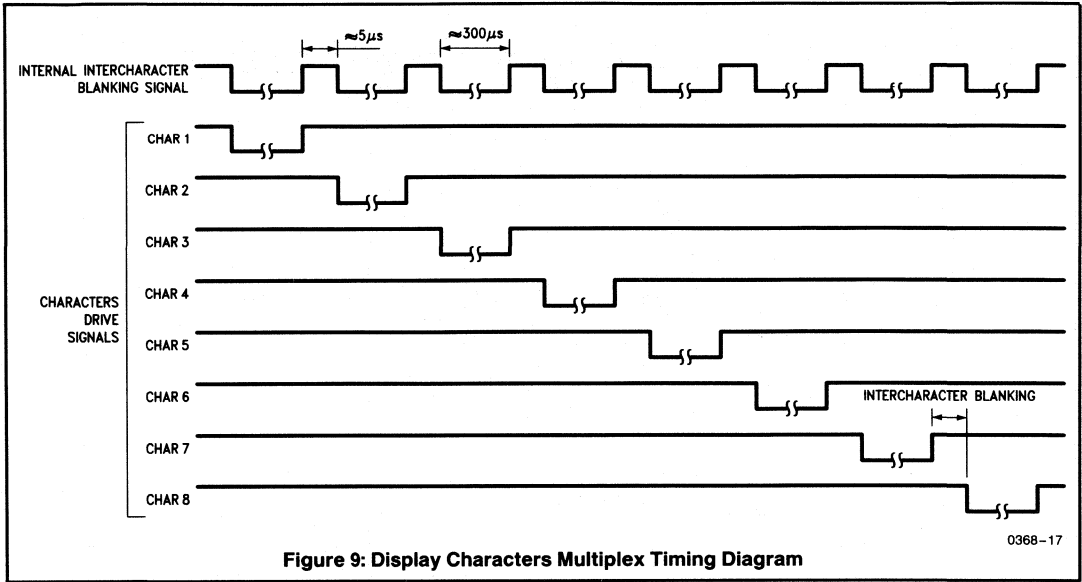 ≈5μs
≈300μs
INTERNAL INTERCHARACTER
BLANKING SIGNAL
CHAR 1
CHAR 2
CHAR 3
CHAR 4
CHARACTERS
DRIVE
SIGNALS
CHAR 5
CHAR 6
INTERCHARACTER BLANKING
CHAR 7
CHAR 8
0368-17
Figure 9: Display Characters Multiplex Timing Diagram